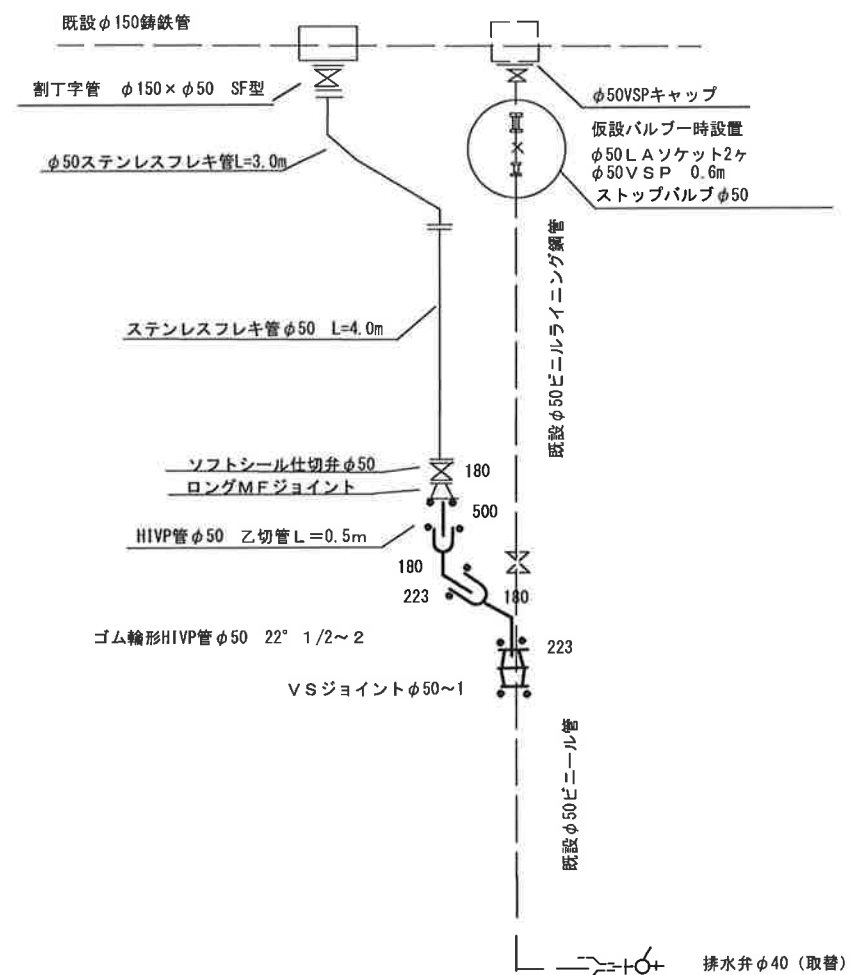 既設φ150鋳鉄管
割丁字管 φ150×φ50 SF型
φ50VSPキャップ
仮設バルブ一時設置
φ50LAソケット2ヶ
φ50VSP 0.6m
ストップバルブφ50
φ50ステンレスフレキ管L=3.0m
既設φ50ビニルライニング鋼管
ステンレスフレキ管φ50 L=4.0m
ソフトシール仕切弁φ50
180
ロングMFジョイント
500
HIVP管φ50 乙切管L=0.5m
180
223
180
ゴム輪形HIVP管φ50 22° 1/2~2
223
VSジョイントφ50~1
既設φ50ビニール管
排水弁φ40(取替)